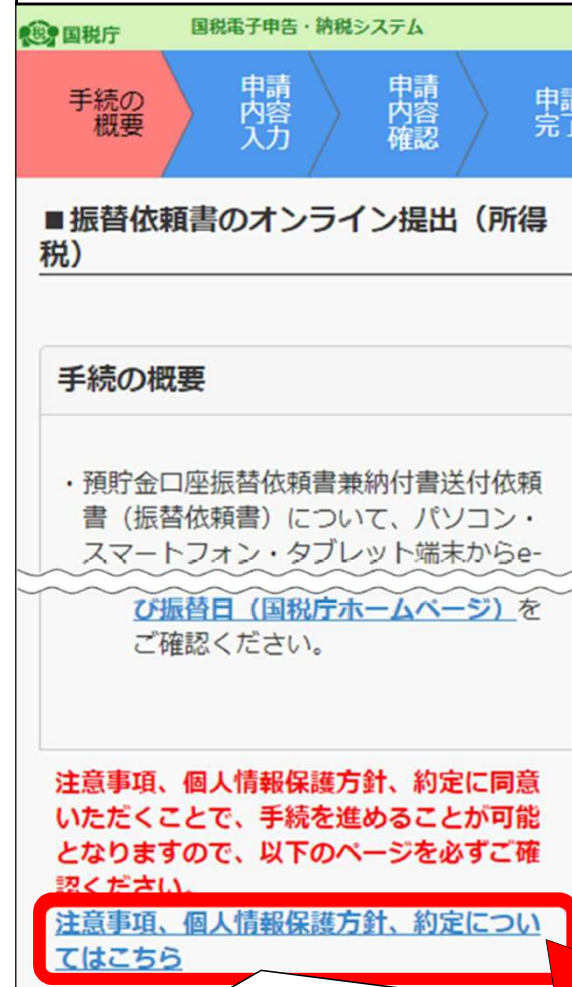 国税庁 国税電子申告・納税システム
手続の
概要
申請
内容
入力
申請
内容
確認
申請
完了
■振替依頼書のオンライン提出（所得
税）
手続の概要
・預貯金口座振替依頼書兼納付書送付依頼
書（振替依頼書）について、パソコン・
スマートフォン・タブレット端末からe-
び振替日（国税庁ホームページ）を
ご確認ください。
注意事項、個人情報保護方針、約定に同意
いただくことで、手続を進めることが可能
となりますので、以下のページを必ずご確
認ください。
注意事項、個人情報保護方針、約定につい
てはこちら